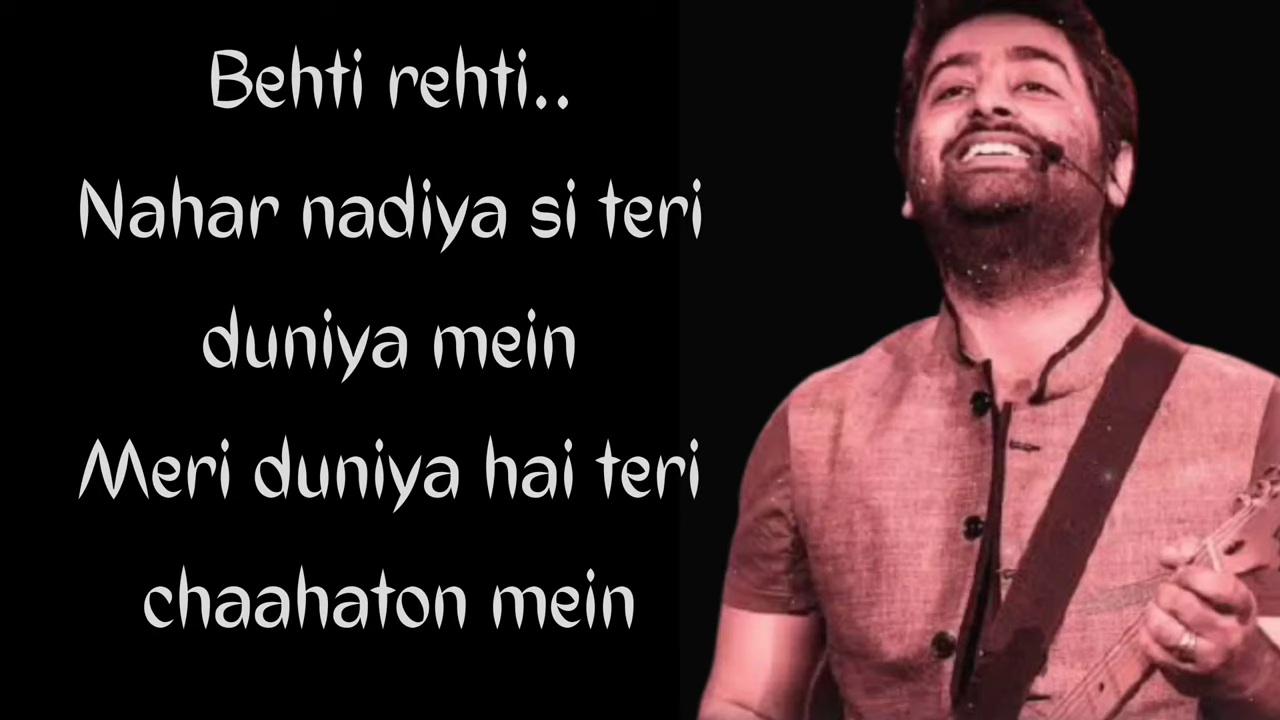 Behti rehti..
Nahar nadiya si teri
duniya mein
Meri duniya hai teri
chaahaton mein